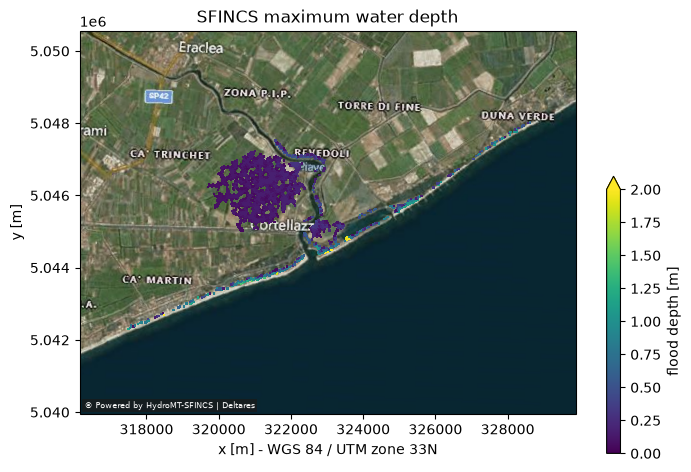 SFINCS maximum water depth
1e6
5.050
5.048
5.046
5.044
5.042
5.040
y [m]
Eraclea
SP42
ZONA P.I.P.
TORRE DI FINE
DUNA VERDE
rami
CA' TRINCHET
REVEDOLI
Piave
ortellazz
CA' MARTIN
.A.
© Powered by HydroMT-SFINCS | Deltares
318000 320000 322000 324000 326000 328000
x [m] - WGS 84 / UTM zone 33N
2.00
1.75
1.50
1.25
1.00
0.75
0.50
0.25
0.00
flood depth [m]